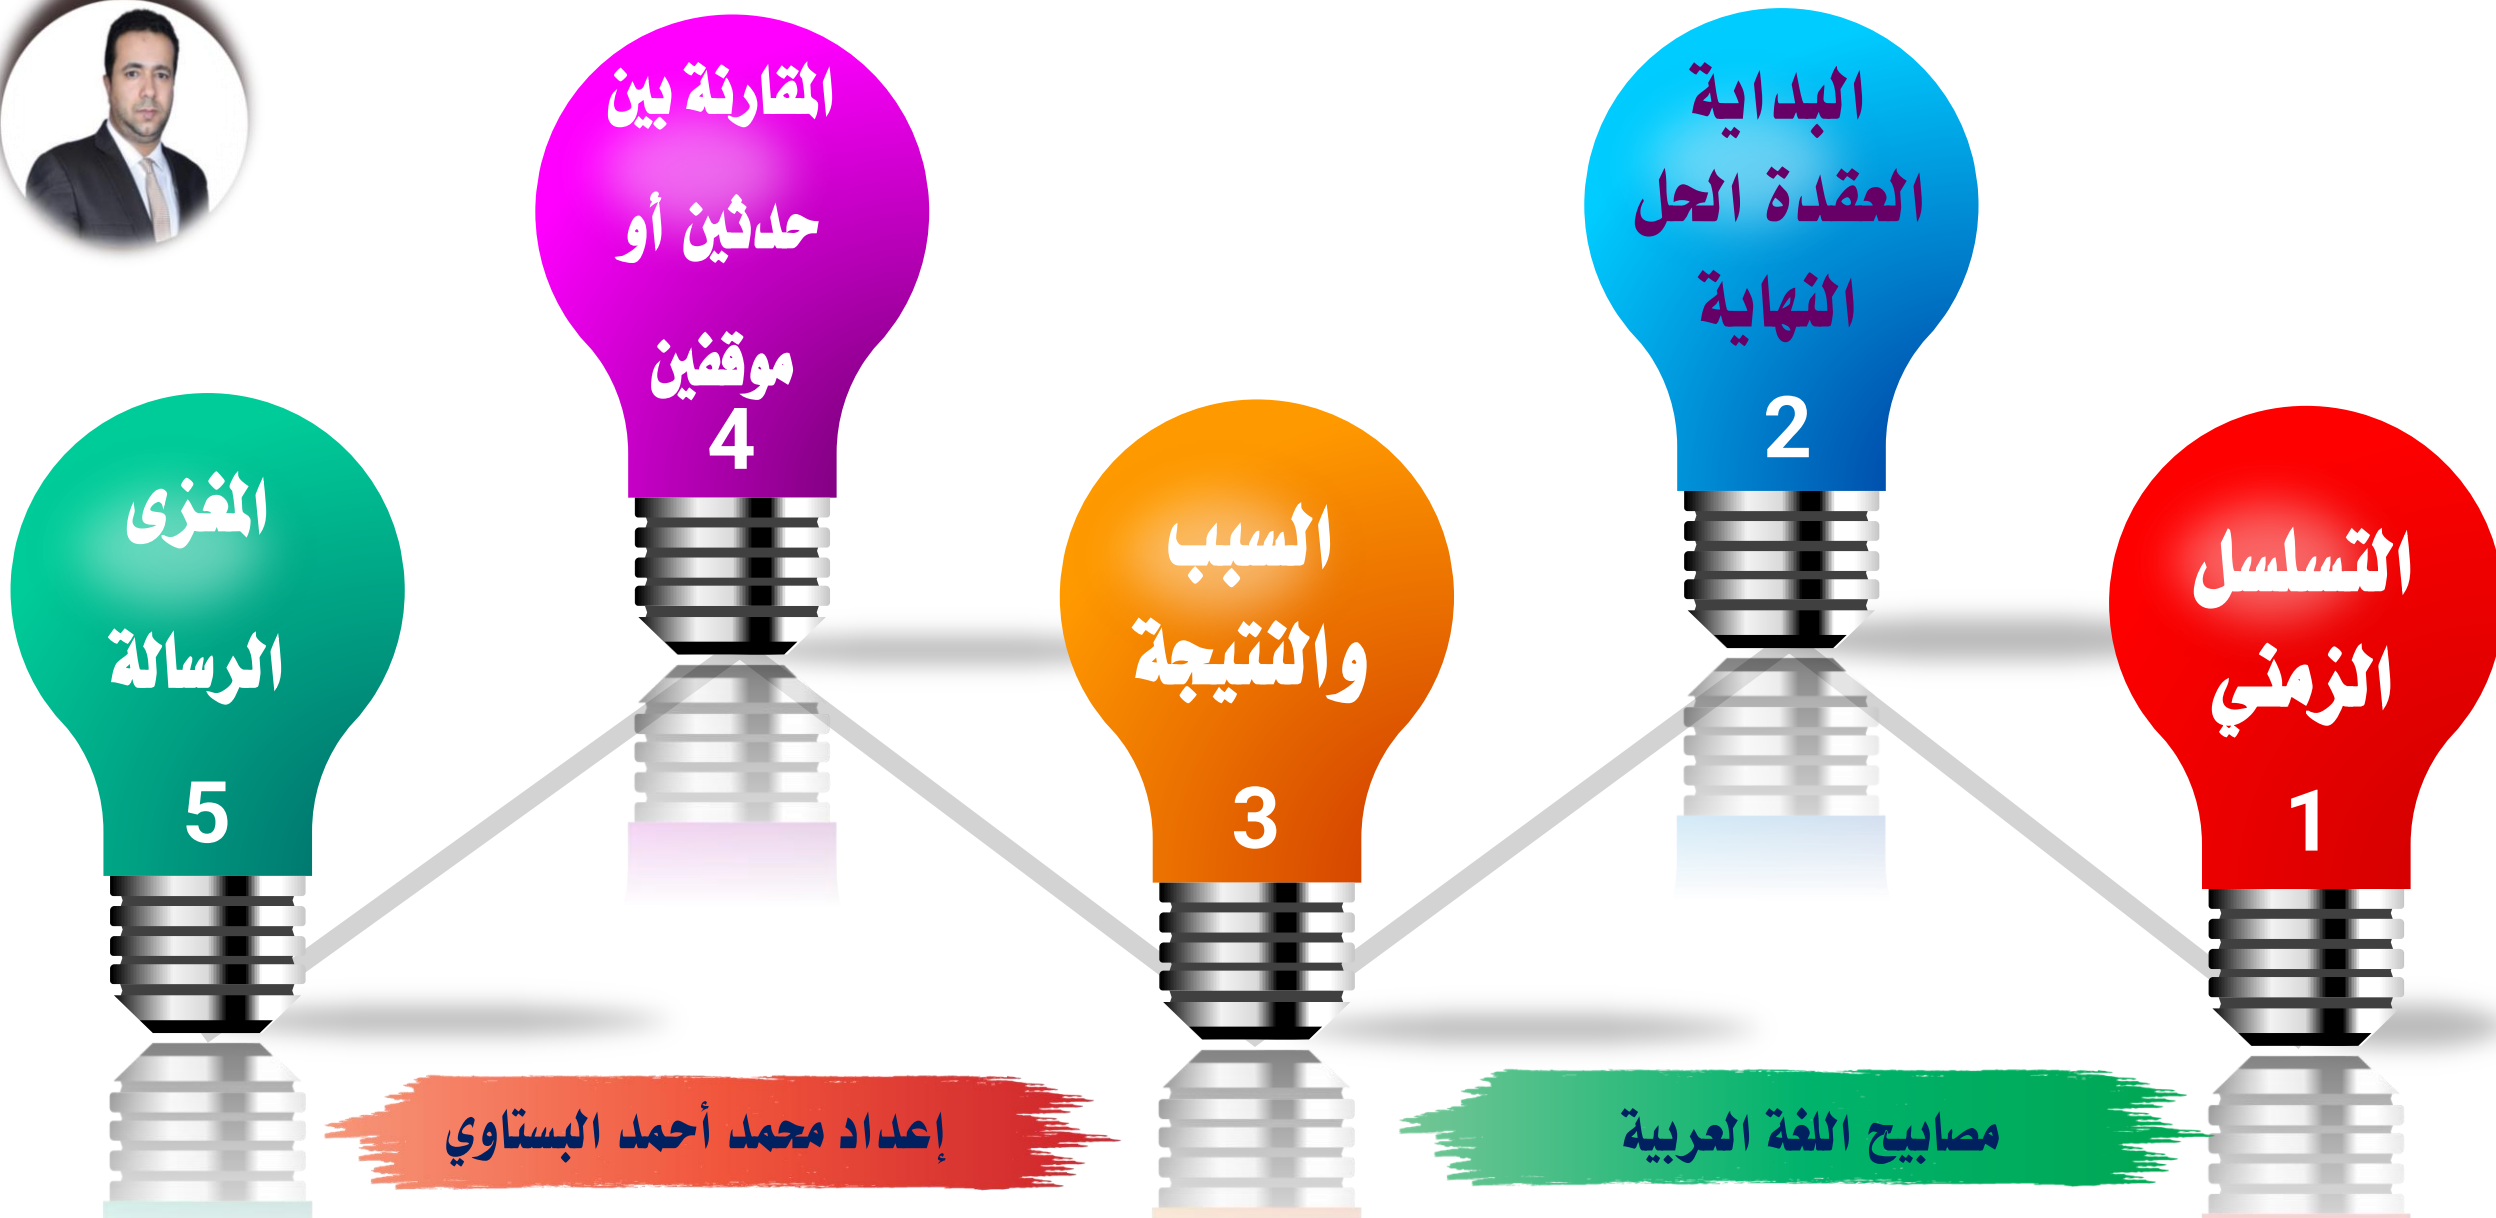 التسلسل
الزمني
1
البداية
العقدة الحل
النهاية
2
السبب
والنتيجة
3
المقارنة بين
حدثين أو
موقفين
4
المغزى
الرسالة
5
مصابيح اللغة العربية
إعداد محمد أحمد البستاوي